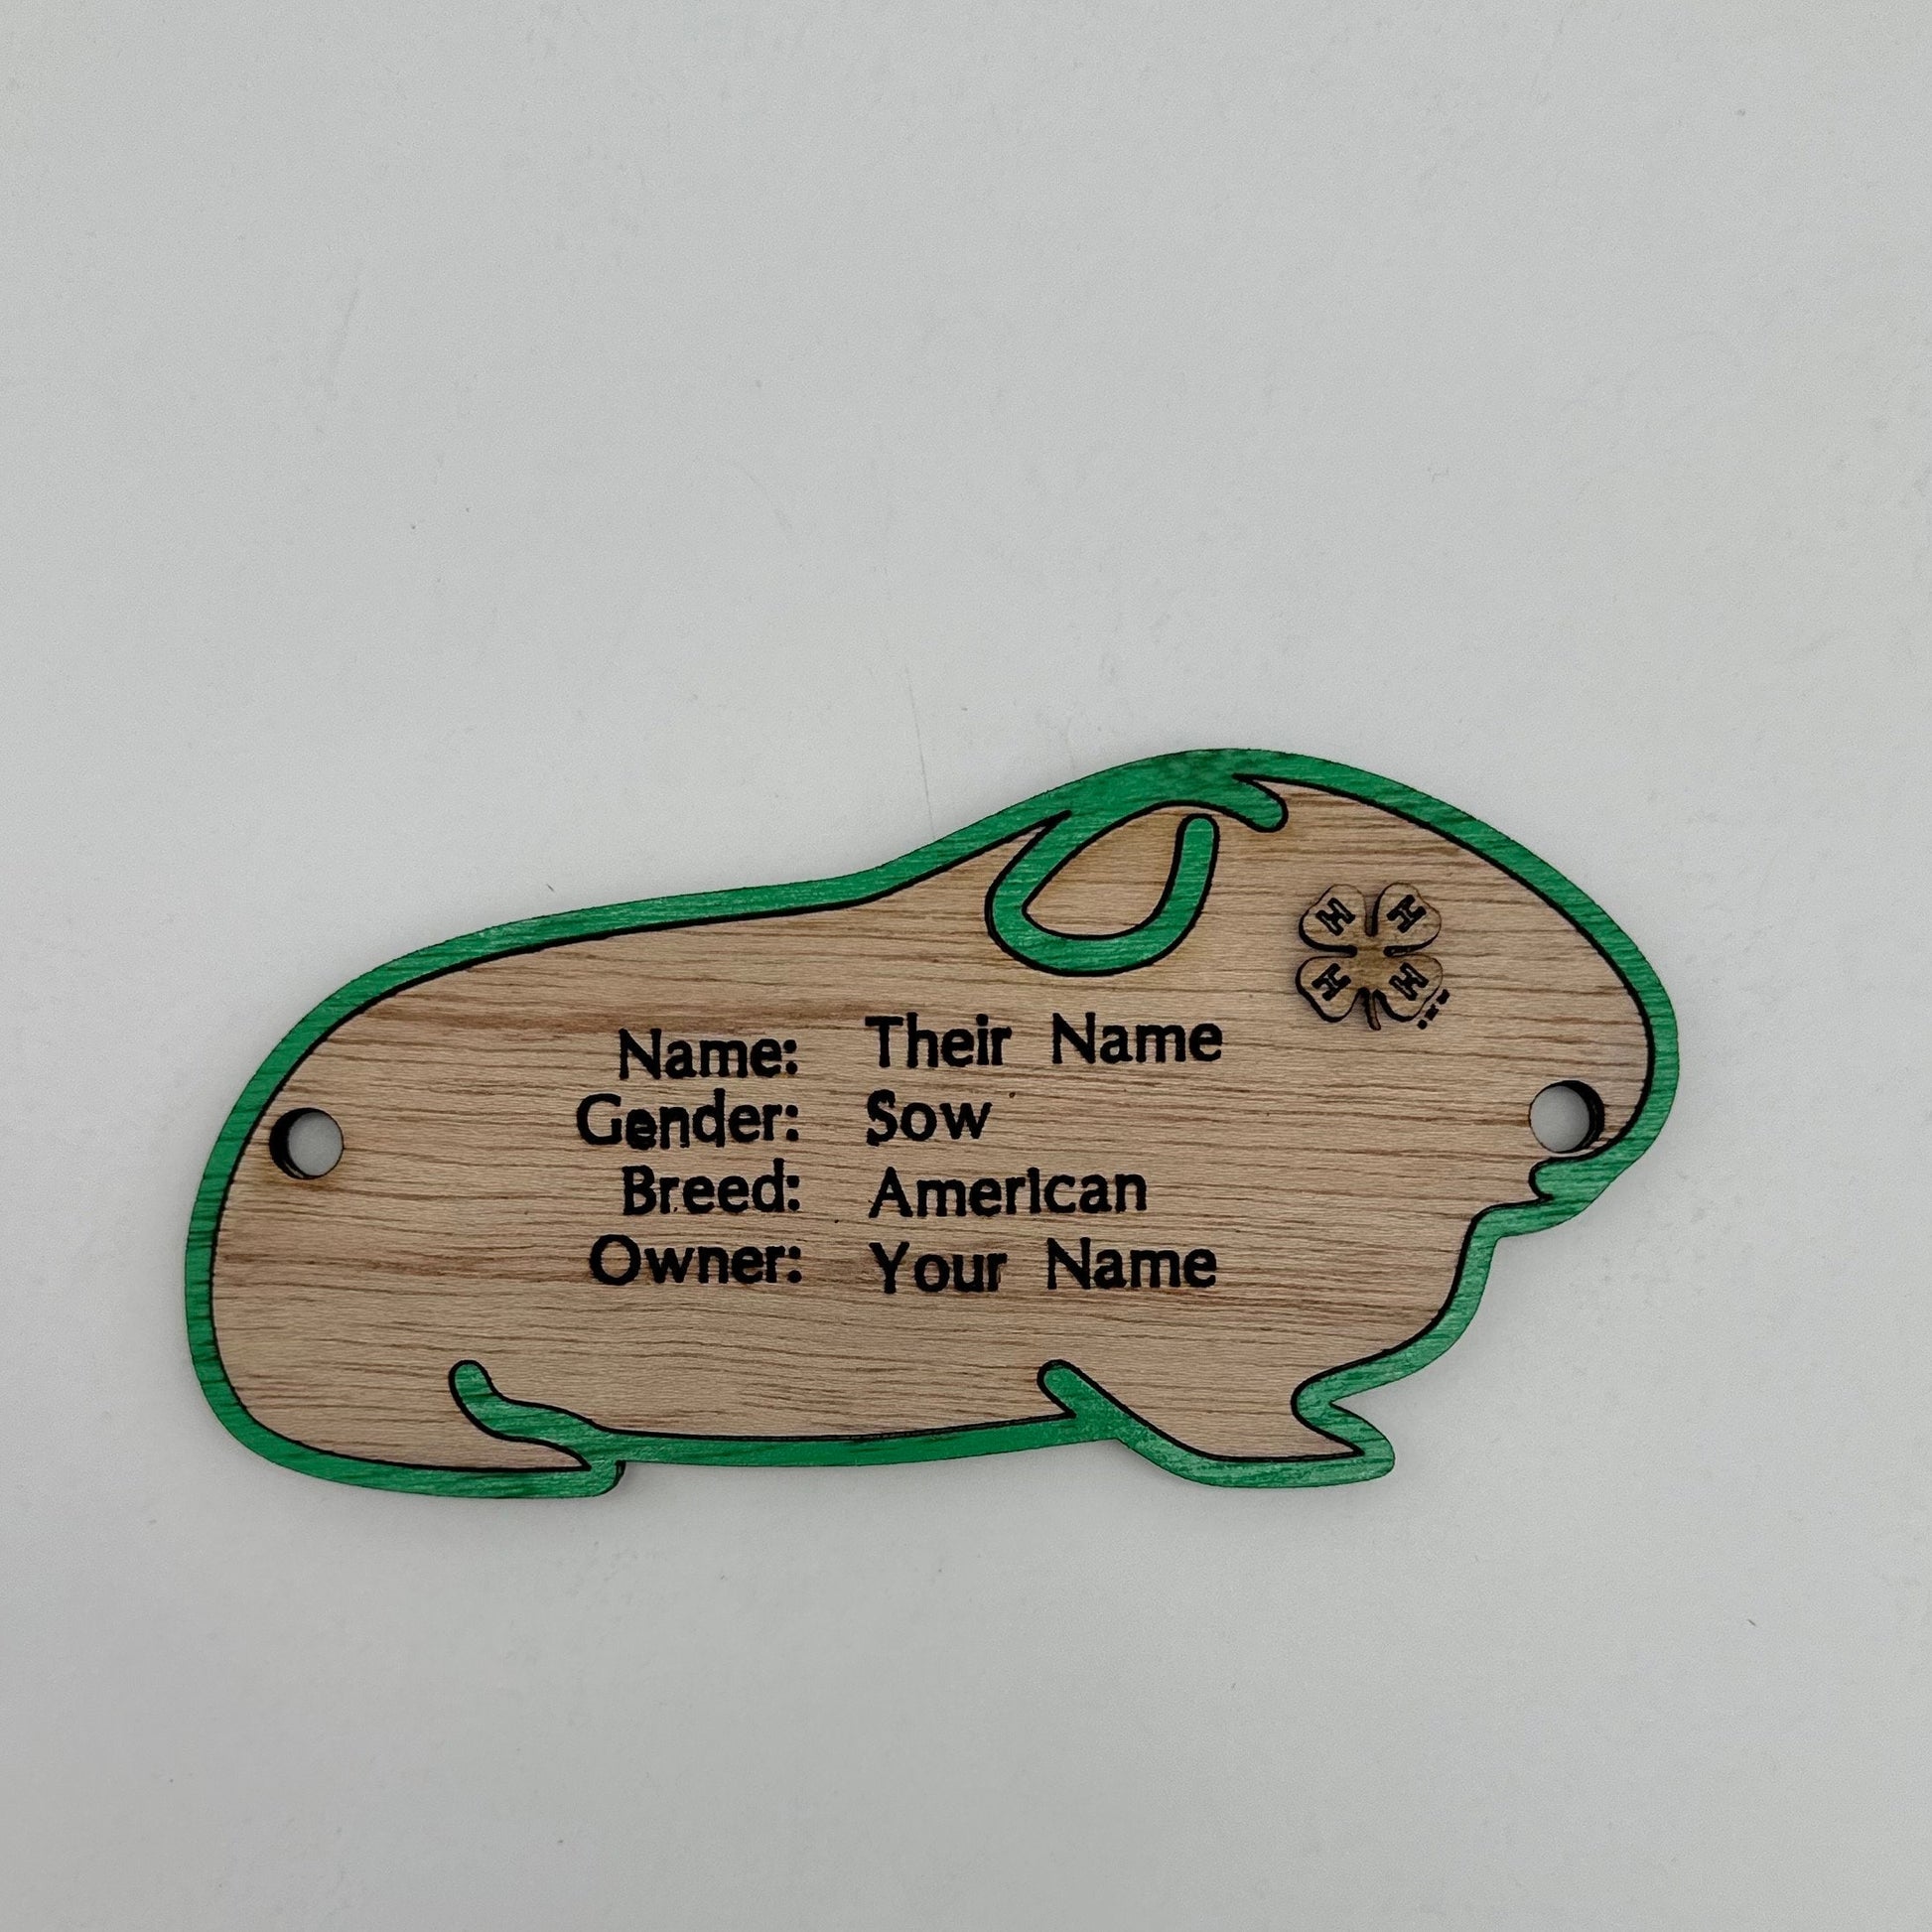 Name: Their Name
Gender: Sow
Breed: American
Owner: Your Name
H H
H H